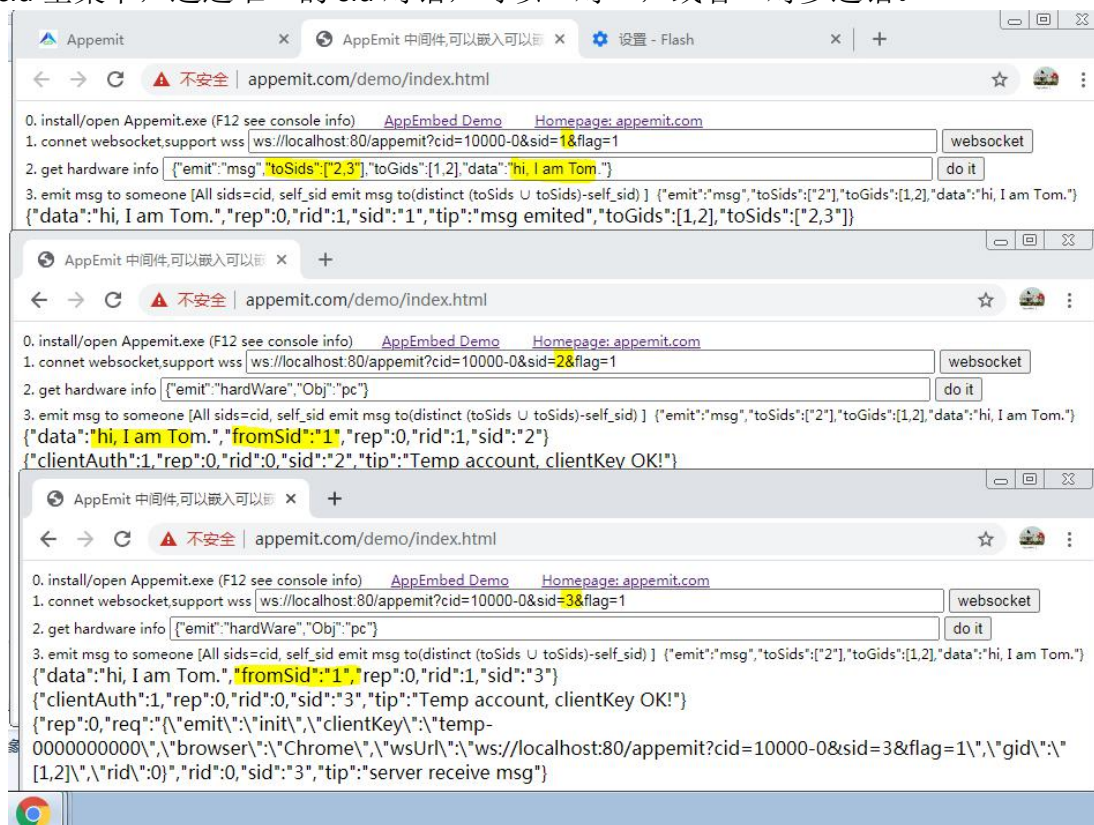 Appemit × AppEmit 中间件,可以嵌入可以 × 设置 - Flash × +
不安全 | appemit.com/demo/index.html
0. install/open Appemit.exe (F12 see console info) AppEmbed Demo Homepage: appemit.com
1. connet websocket,support wss ws://localhost:80/appemit?cid=10000-0&sid=1&flag=1 websocket
2. get hardware info {"emit":"msg","toSids":["2,3"],"toGids":[1,2],"data":"hi, I am Tom."} do it
3. emit msg to someone [All sids=cid, self_sid emit msg to(distinct (toSids ∪ toSids)-self_sid) ] {"emit":"msg","toSids":["2"],"toGids":[1,2],"data":"hi, I am Tom."}
{"data":"hi, I am Tom.","rep":0,"rid":1,"sid":"1","tip":"msg emited","toGids":[1,2],"toSids":["2,3"]}
AppEmit 中间件,可以嵌入可以嵌 × +
不安全 | appemit.com/demo/index.html
0. install/open Appemit.exe (F12 see console info) AppEmbed Demo Homepage: appemit.com
1. connet websocket,support wss ws://localhost:80/appemit?cid=10000-0&sid=2&flag=1 websocket
2. get hardware info {"emit":"hardWare","Obj":"pc"} do it
3. emit msg to someone [All sids=cid, self_sid emit msg to(distinct (toSids ∪ toSids)-self_sid) ] {"emit":"msg","toSids":["2"],"toGids":[1,2],"data":"hi, I am Tom."}
{"data":"hi, I am Tom.","fromSid":"1","rep":0,"rid":1,"sid":"2"}
{"clientAuth":1,"rep":0,"rid":0,"sid":"2","tip":"Temp account, clientKey OK!"}
AppEmit 中间件,可以嵌入可以嵌 × +
不安全 | appemit.com/demo/index.html
0. install/open Appemit.exe (F12 see console info) AppEmbed Demo Homepage: appemit.com
1. connet websocket,support wss ws://localhost:80/appemit?cid=10000-0&sid=3&flag=1 websocket
2. get hardware info {"emit":"hardWare","Obj":"pc"} do it
3. emit msg to someone [All sids=cid, self_sid emit msg to(distinct (toSids ∪ toSids)-self_sid) ] {"emit":"msg","toSids":["2"],"toGids":[1,2],"data":"hi, I am Tom."}
{"data":"hi, I am Tom.","fromSid":"1","rep":0,"rid":1,"sid":"3"}
{"clientAuth":1,"rep":0,"rid":0,"sid":"3","tip":"Temp account, clientKey OK!"}
{"rep":0,"req":"{\"emit\":\"init\",\"clientKey\":\"temp-
0000000000\",\"browser\":\"Chrome\",\"wsUrl\":\"ws://localhost:80/appemit?cid=10000-0&sid=3&flag=1\",\"gid\":\"
[1,2]\",\"rid\":0}","rid":0,"sid":"3","tip":"server receive msg"}